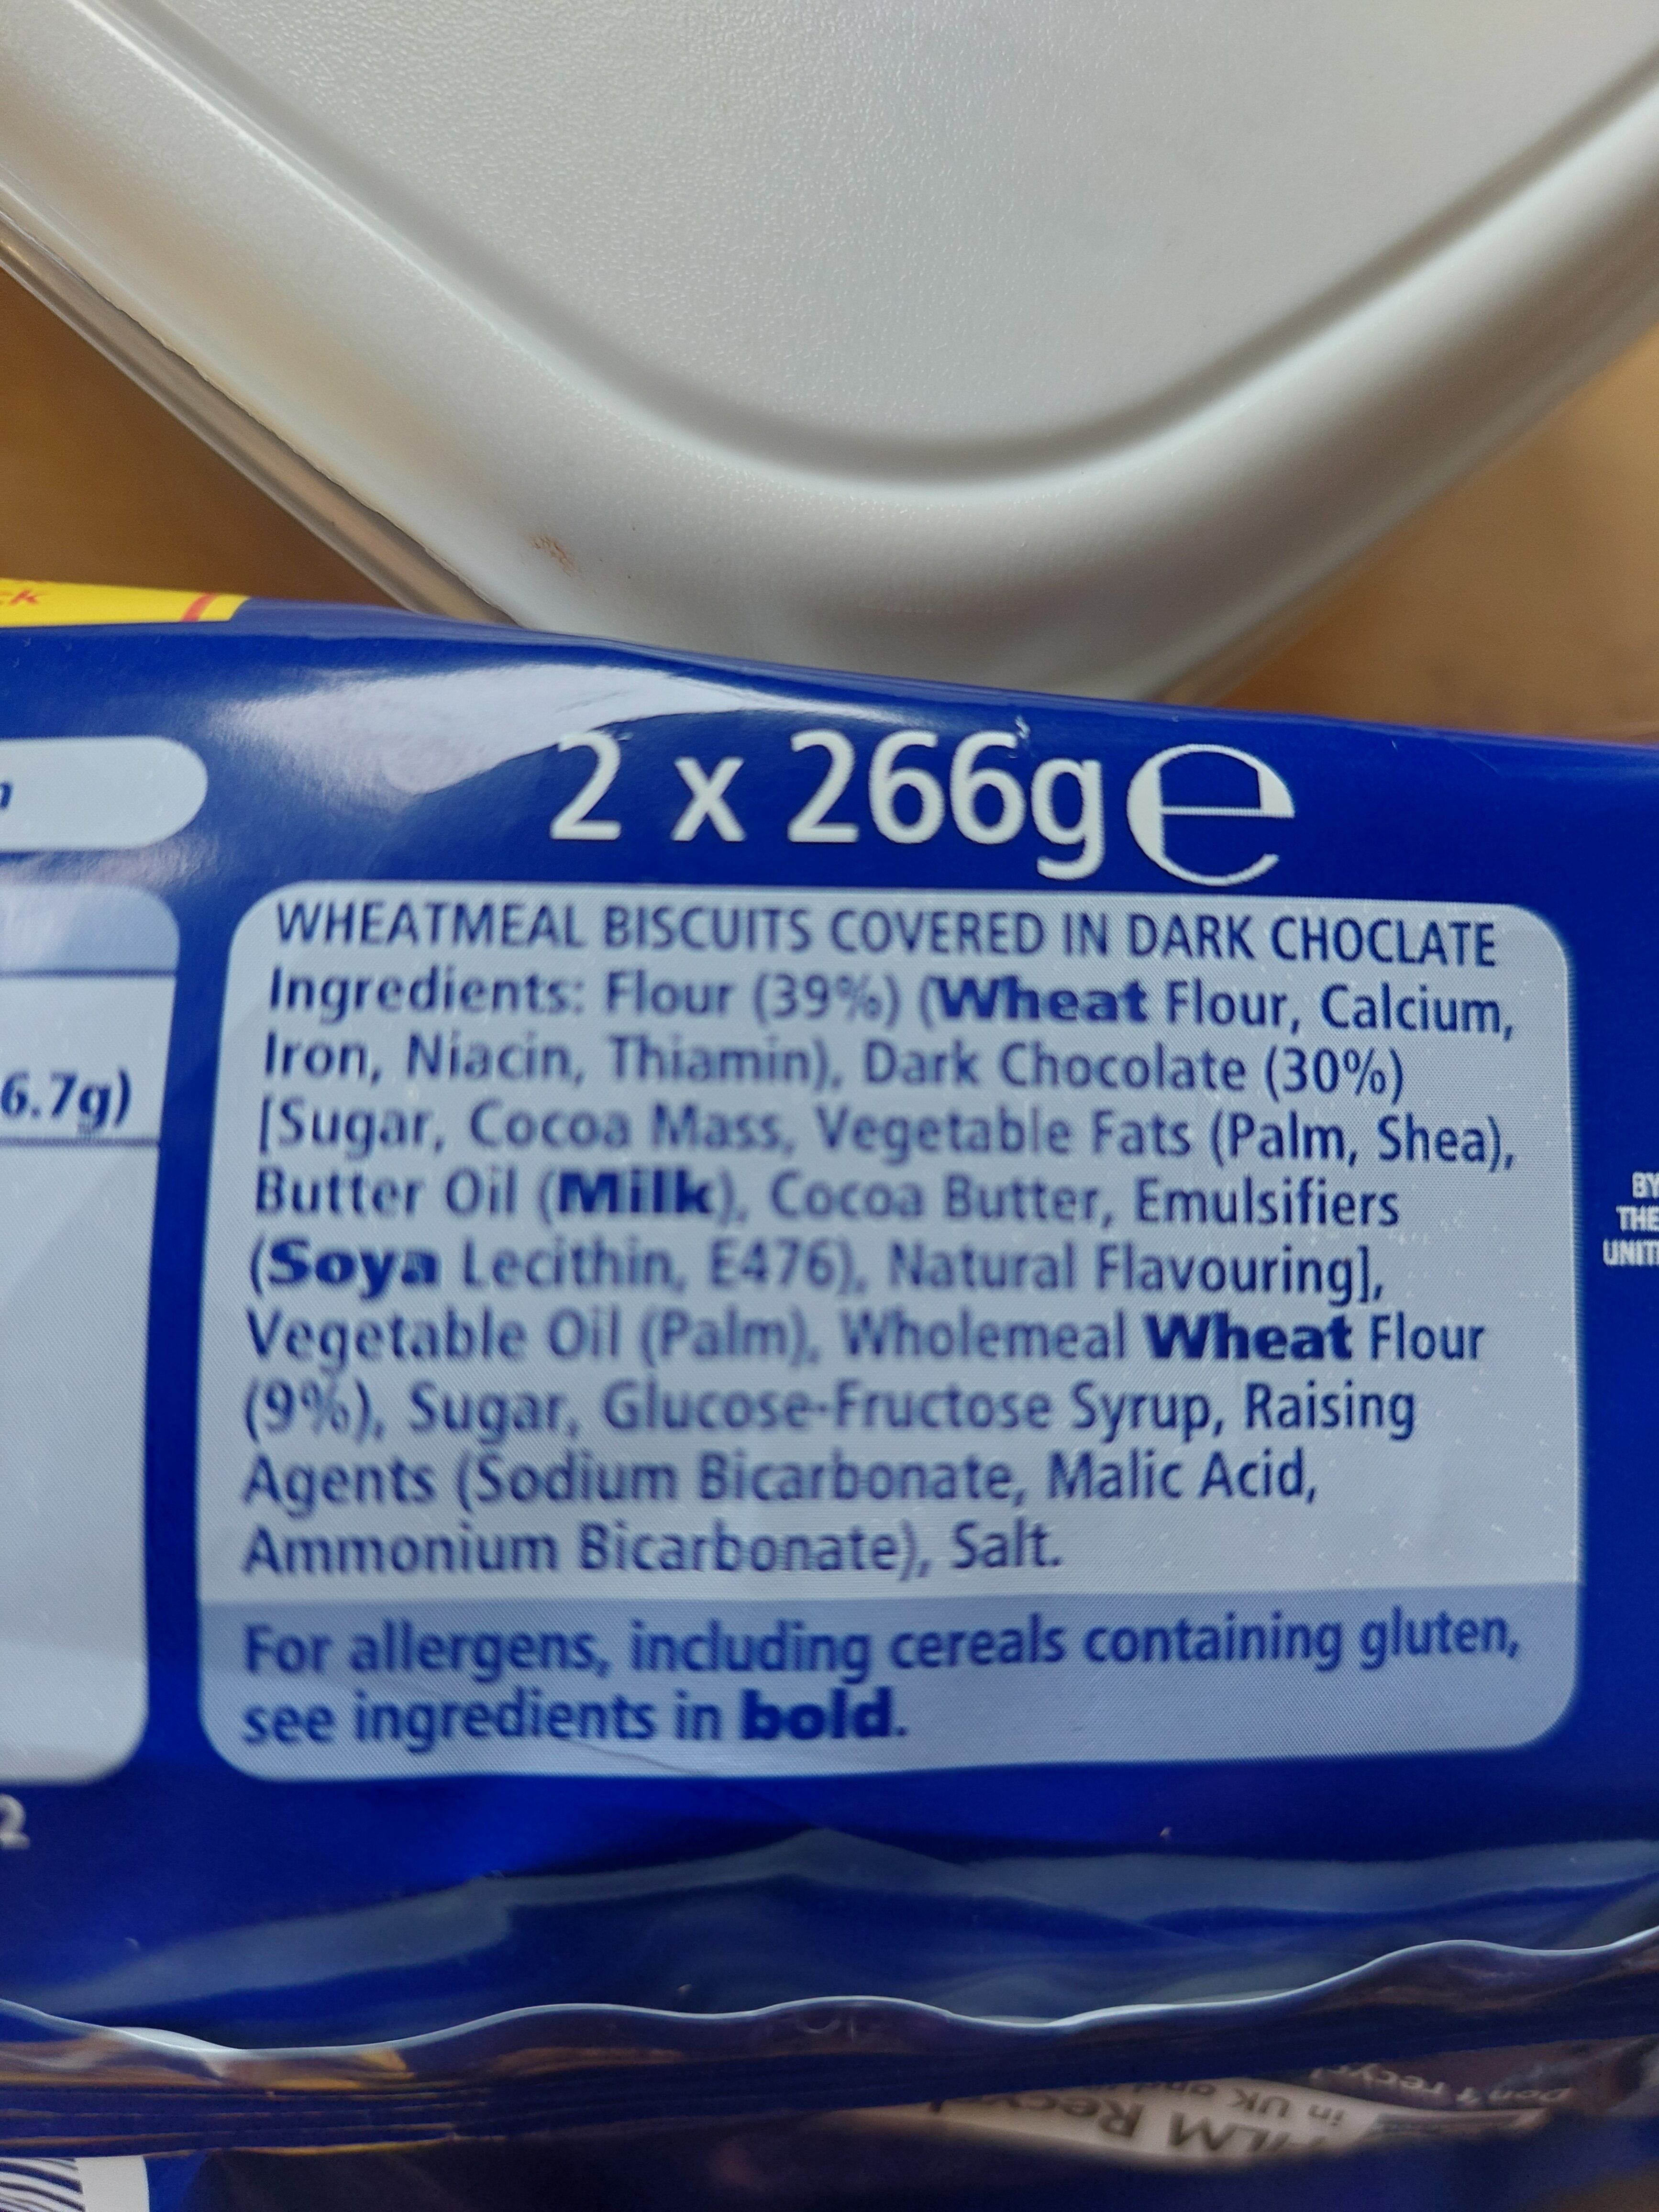 2 x 266g e
WHEATMEAL BISCUITS COVERED IN DARK CHOCLATE
Ingredients: Flour (39%) (Wheat Flour, Calcium,
Iron, Niacin, Thiamin), Dark Chocolate (30%)
[Sugar, Cocoa Mass, Vegetable Fats (Palm, Shea),
Butter Oil (Milk), Cocoa Butter, Emulsifiers
(Soya Lecithin, E476), Natural Flavouring],
Vegetable Oil (Palm), Wholemeal Wheat Flour
(9%), Sugar, Glucose-Fructose Syrup, Raising
Agents (Sodium Bicarbonate, Malic Acid,
Ammonium Bicarbonate), Salt.
For allergens, including cereals containing gluten,
see ingredients in bold.
6.7g)
2
BY
THE
UNIT
in UK